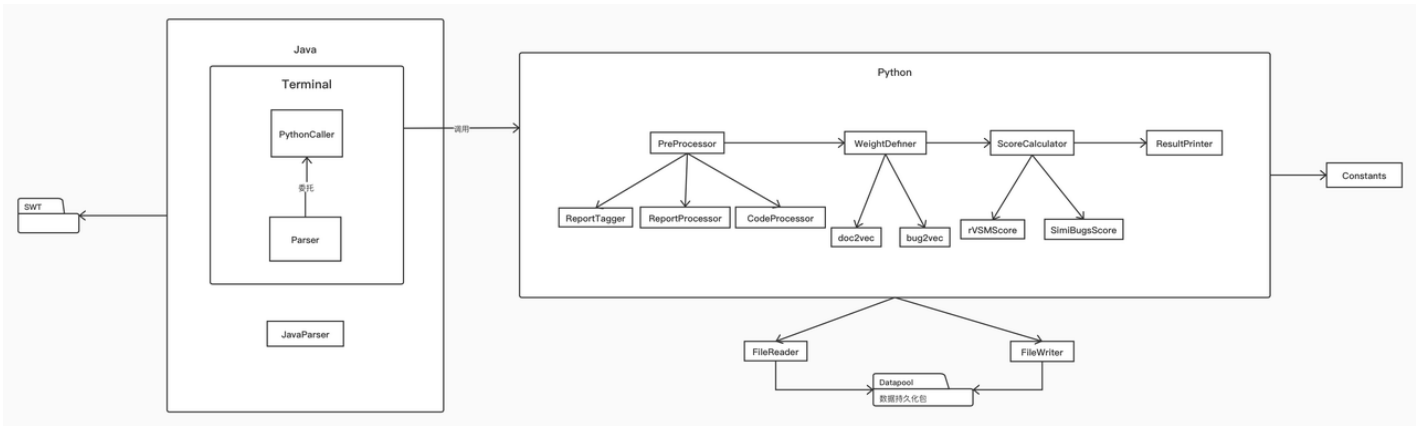 Java
Terminal
PythonCaller
委托
Parser
JavaParser
SWT
调用
Python
PreProcessor
WeightDefiner
ScoreCalculator
ResultPrinter
ReportTagger
ReportProcessor
CodeProcessor
doc2vec
bug2vec
rVSMScore
SimiBugsScore
Constants
FileReader
FileWriter
Datapool
数据持久化包